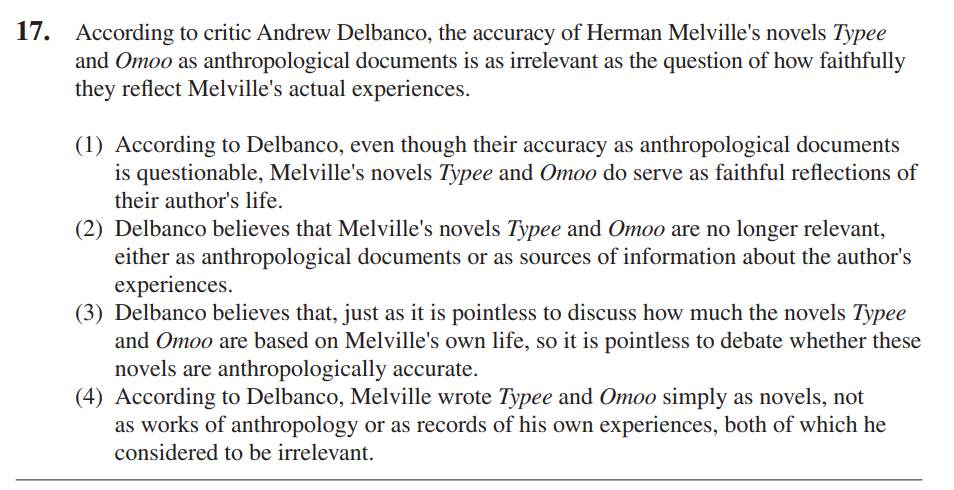 17. According to critic Andrew Delbanco, the accuracy of Herman Melville's novels Typee
and Omoo as anthropological documents is as irrelevant as the question of how faithfully
they reflect Melville's actual experiences.
(1) According to Delbanco, even though their accuracy as anthropological documents
is questionable, Melville's novels Typee and Omoo do serve as faithful reflections of
their author's life.
(2) Delbanco believes that Melville's novels Typee and Omoo are no longer relevant,
either as anthropological documents or as sources of information about the author's
experiences.
(3) Delbanco believes that, just as it is pointless to discuss how much the novels Typee
and Omoo are based on Melville's own life, so it is pointless to debate whether these
novels are anthropologically accurate.
(4) According to Delbanco, Melville wrote Typee and Omoo simply as novels, not
as works of anthropology or as records of his own experiences, both of which he
considered to be irrelevant.